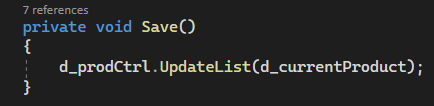 7 references
private void Save()
{
    d_prodCtrl.UpdateList(d_currentProduct);
}